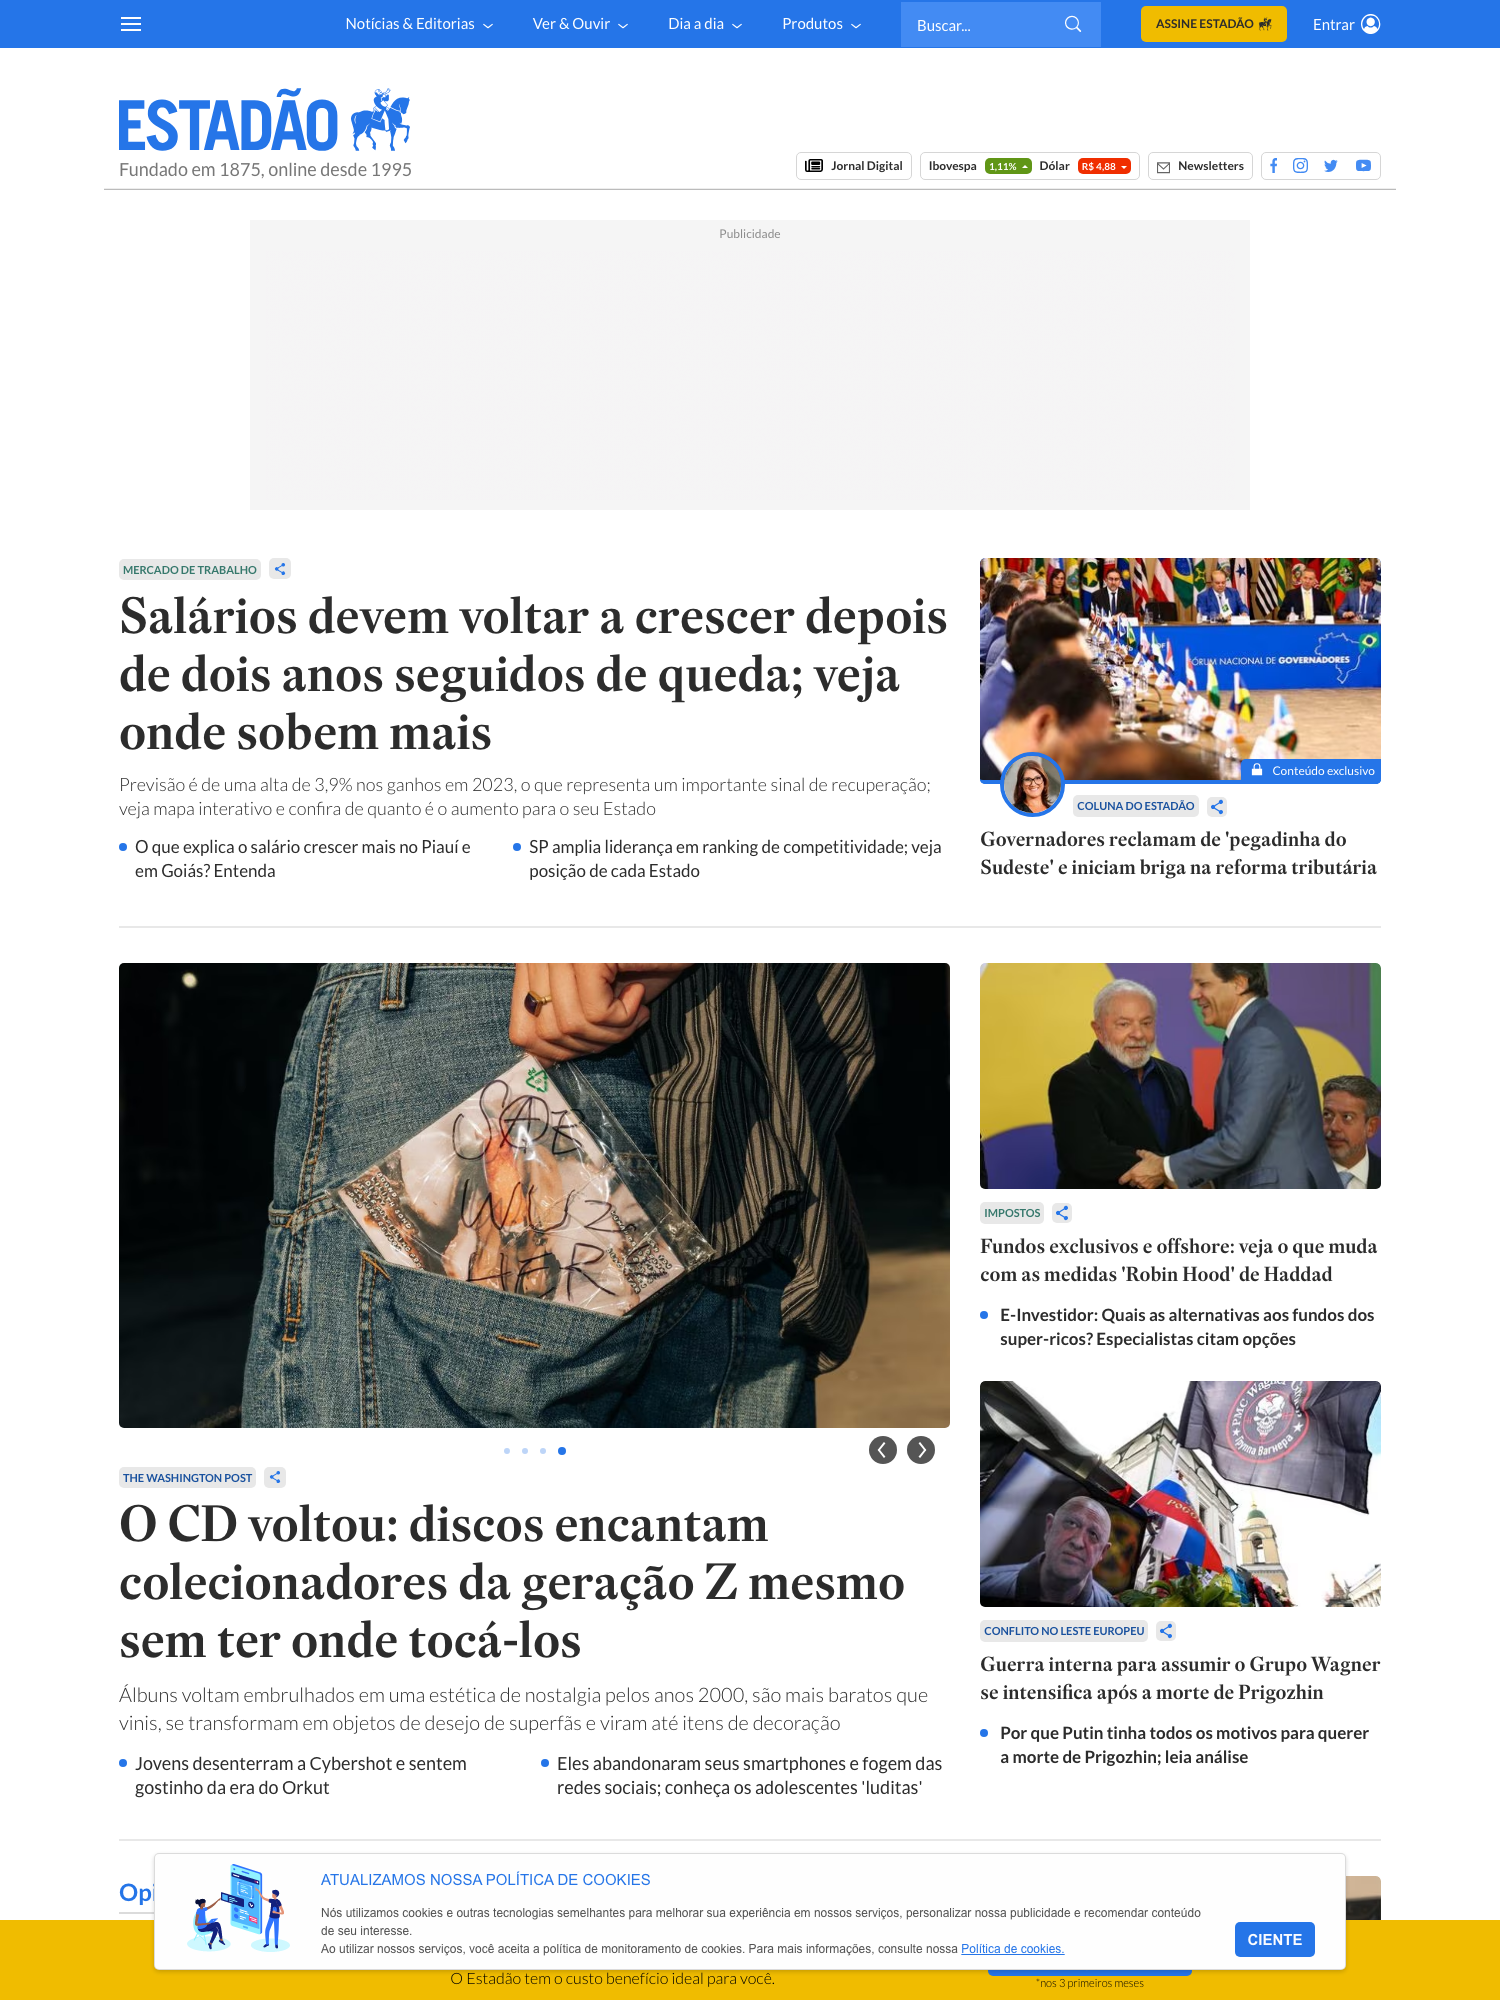 Notícias & Editorias
Ver & Ouvir
Dia a dia
Produtos
Buscar...
ASSINE ESTADÃO
Entrar
ESTADÃO
Fundado em 1875, online desde 1995
Jornal Digital
Ibovespa 1,11% Dólar R$ 4,88
Newsletters
Publicidade
MERCADO DE TRABALHO
Salários devem voltar a crescer depois
de dois anos seguidos de queda; veja
onde sobem mais
Previsão é de uma alta de 3,9% nos ganhos em 2023, o que representa um importante sinal de recuperação;
veja mapa interativo e confira de quanto é o aumento para o seu Estado
O que explica o salário crescer mais no Piauí e
em Goiás? Entenda
SP amplia liderança em ranking de competitividade; veja
posição de cada Estado
FÓRUM NACIONAL DE GOVERNADORES
Conteúdo exclusivo
COLUNA DO ESTADÃO
Governadores reclamam de 'pegadinha do
Sudeste' e iniciam briga na reforma tributária
THE WASHINGTON POST
O CD voltou: discos encantam
colecionadores da geração Z mesmo
sem ter onde tocá-los
Álbuns voltam embrulhados em uma estética de nostalgia pelos anos 2000, são mais baratos que
vinis, se transformam em objetos de desejo de superfãs e viram até itens de decoração
Jovens desenterram a Cybershot e sentem
gostinho da era do Orkut
Eles abandonaram seus smartphones e fogem das
redes sociais; conheça os adolescentes 'luditas'
IMPOSTOS
Fundos exclusivos e offshore: veja o que muda
com as medidas 'Robin Hood' de Haddad
E-Investidor: Quais as alternativas aos fundos dos
super-ricos? Especialistas citam opções
PMC Wagner
Группа Вагнера
CONFLITO NO LESTE EUROPEU
Guerra interna para assumir o Grupo Wagner
se intensifica após a morte de Prigozhin
Por que Putin tinha todos os motivos para querer
a morte de Prigozhin; leia análise
ATUALIZAMOS NOSSA POLÍTICA DE COOKIES
Nós utilizamos cookies e outras tecnologias semelhantes para melhorar sua experiência em nossos serviços, personalizar nossa publicidade e recomendar conteúdo
de seu interesse.
Ao utilizar nossos serviços, você aceita a política de monitoramento de cookies. Para mais informações, consulte nossa Política de cookies.
CIENTE
O Estadão tem o custo benefício ideal para você.
*nos 3 primeiros meses